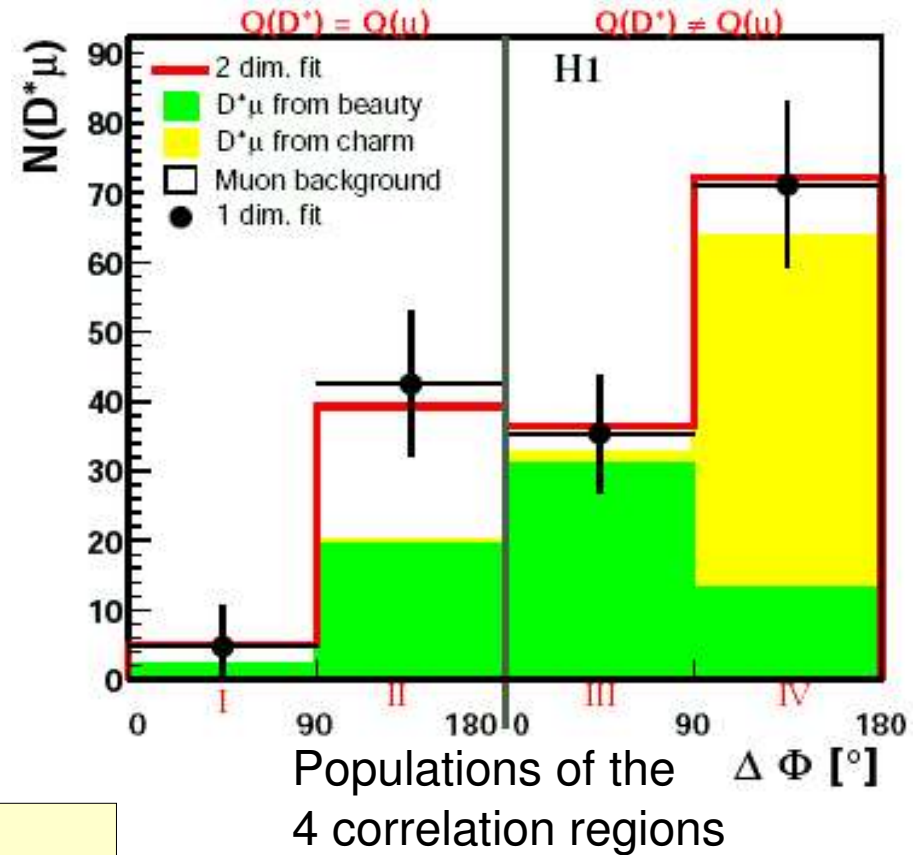 Q(D*) = Q(μ)
Q(D*) ≠ Q(μ)
N(D*μ)
90
80
70
60
50
40
30
20
10
0
2 dim. fit
D*μ from beauty
D*μ from charm
Muon background
1 dim. fit
H1
I
II
III
IV
0
90
180
0
90
180
Δ Φ [°]
Populations of the
4 correlation regions